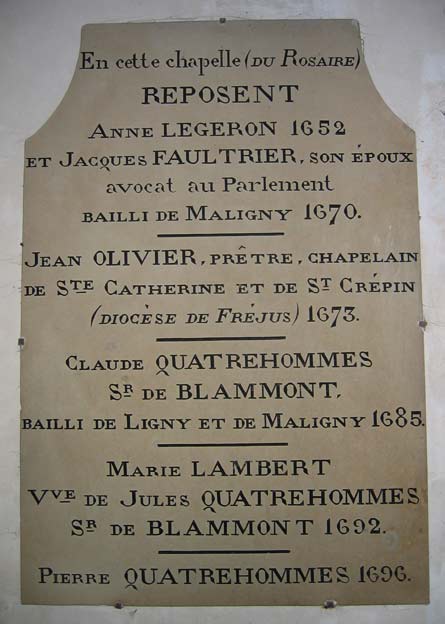 En cette chapelle (DU ROSAIRE)
REPOSENT
ANNE LEGERON 1652
ET JACQUES FAULTRIER, SON ÉPOUX
avocat au Parlement
BAILLI DE MALIGNY 1670.
JEAN OLIVIER, PRÊTRE, CHAPELAIN
DE STE CATHERINE ET DE ST CRÉPIN
(DIOCÈSE DE FRÉJUS) 1673.
CLAUDE QUATREHOMMES
SR DE BLAMMONT,
BAILLI DE LIGNY ET DE MALIGNY 1685.
MARIE LAMBERT
VVE DE JULES QUATREHOMMES
SR DE BLAMMONT 1692.
PIERRE QUATREHOMMES 1696.